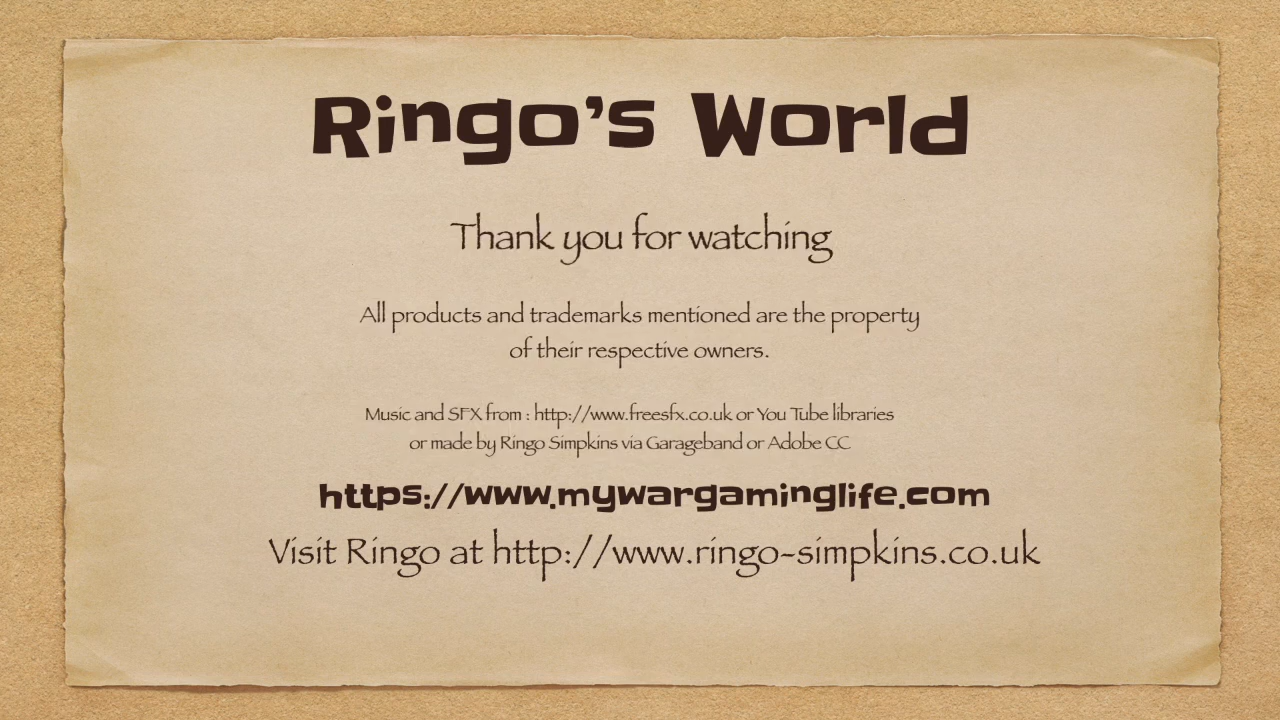 Ringo's World
Thank you for watching
All products and trademarks mentioned are the property
of their respective owners.
Music and SFX from : http://www.freesfx.co.uk or You Tube libraries
or made by Ringo Simpkins via Garageband or Adobe CC
https://www.mywargaminglife.com
Visit Ringo at http://www.ringo-simpkins.co.uk